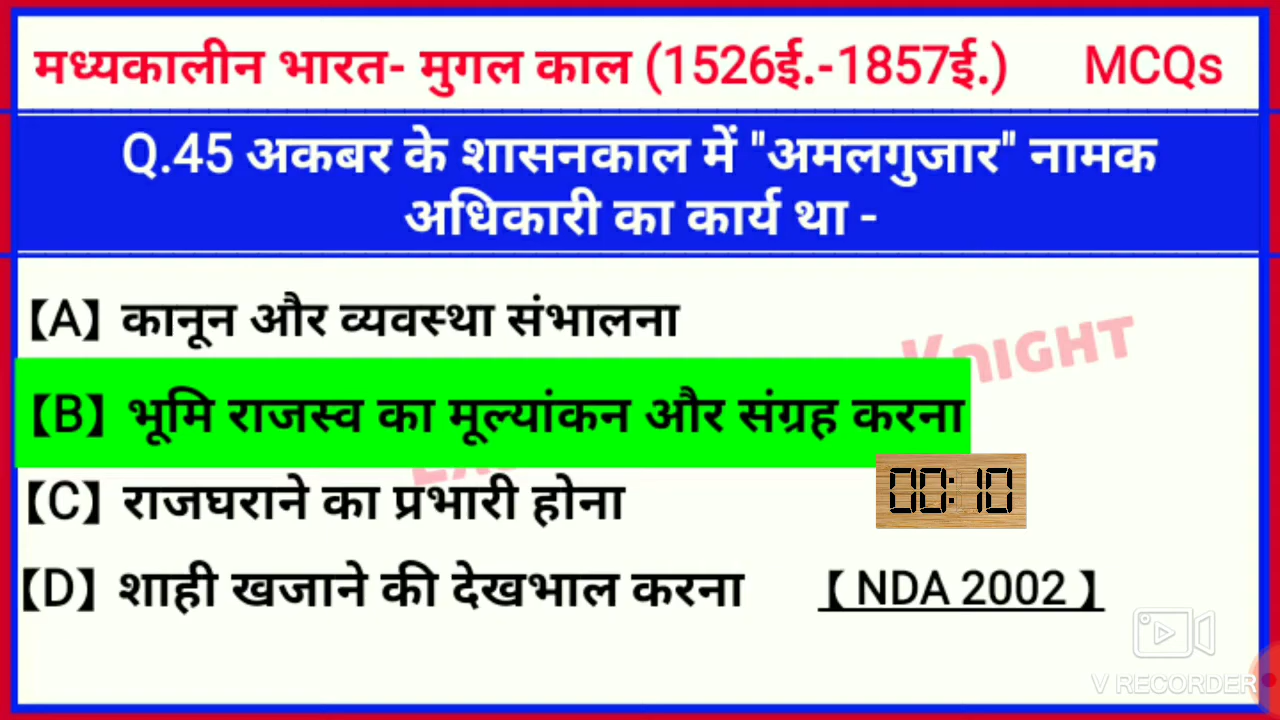 मध्यकालीन भारत- मुगल काल (1526ई.-1857ई.) MCQs
Q.45 अकबर के शासनकाल में "अमलगुजार" नामक
अधिकारी का कार्य था -
【A】 कानून और व्यवस्था संभालना
KNIGHT
【B】 भूमि राजस्व का मूल्यांकन और संग्रह करना
【C】 राजघराने का प्रभारी होना
00:10
【D】 शाही खजाने की देखभाल करना 【 NDA 2002 】
V RECORDER